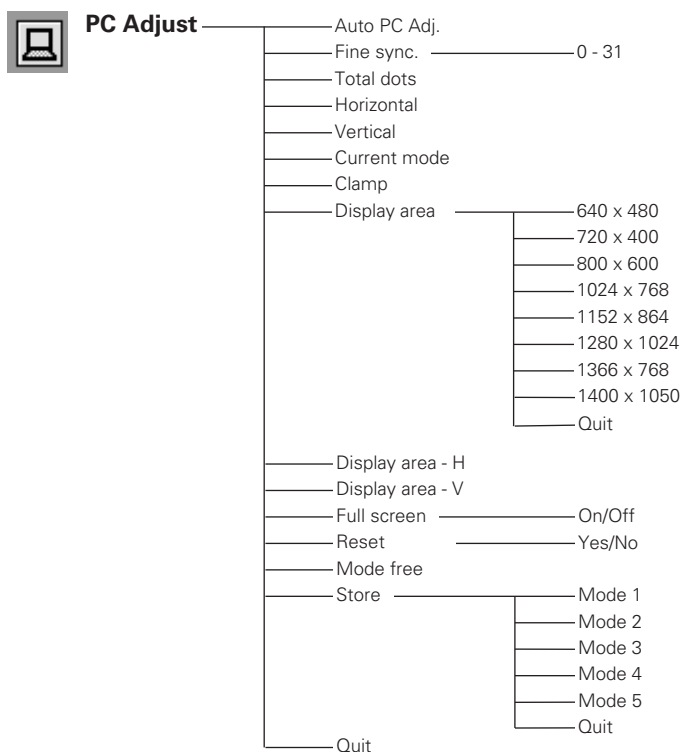 PC Adjust
Auto PC Adj.
Fine sync. 0 - 31
Total dots
Horizontal
Vertical
Current mode
Clamp
Display area 640 x 480
720 x 400
800 x 600
1024 x 768
1152 x 864
1280 x 1024
1366 x 768
1400 x 1050
Quit
Display area - H
Display area - V
Full screen On/Off
Reset Yes/No
Mode free
Store Mode 1
Mode 2
Mode 3
Mode 4
Mode 5
Quit
Quit